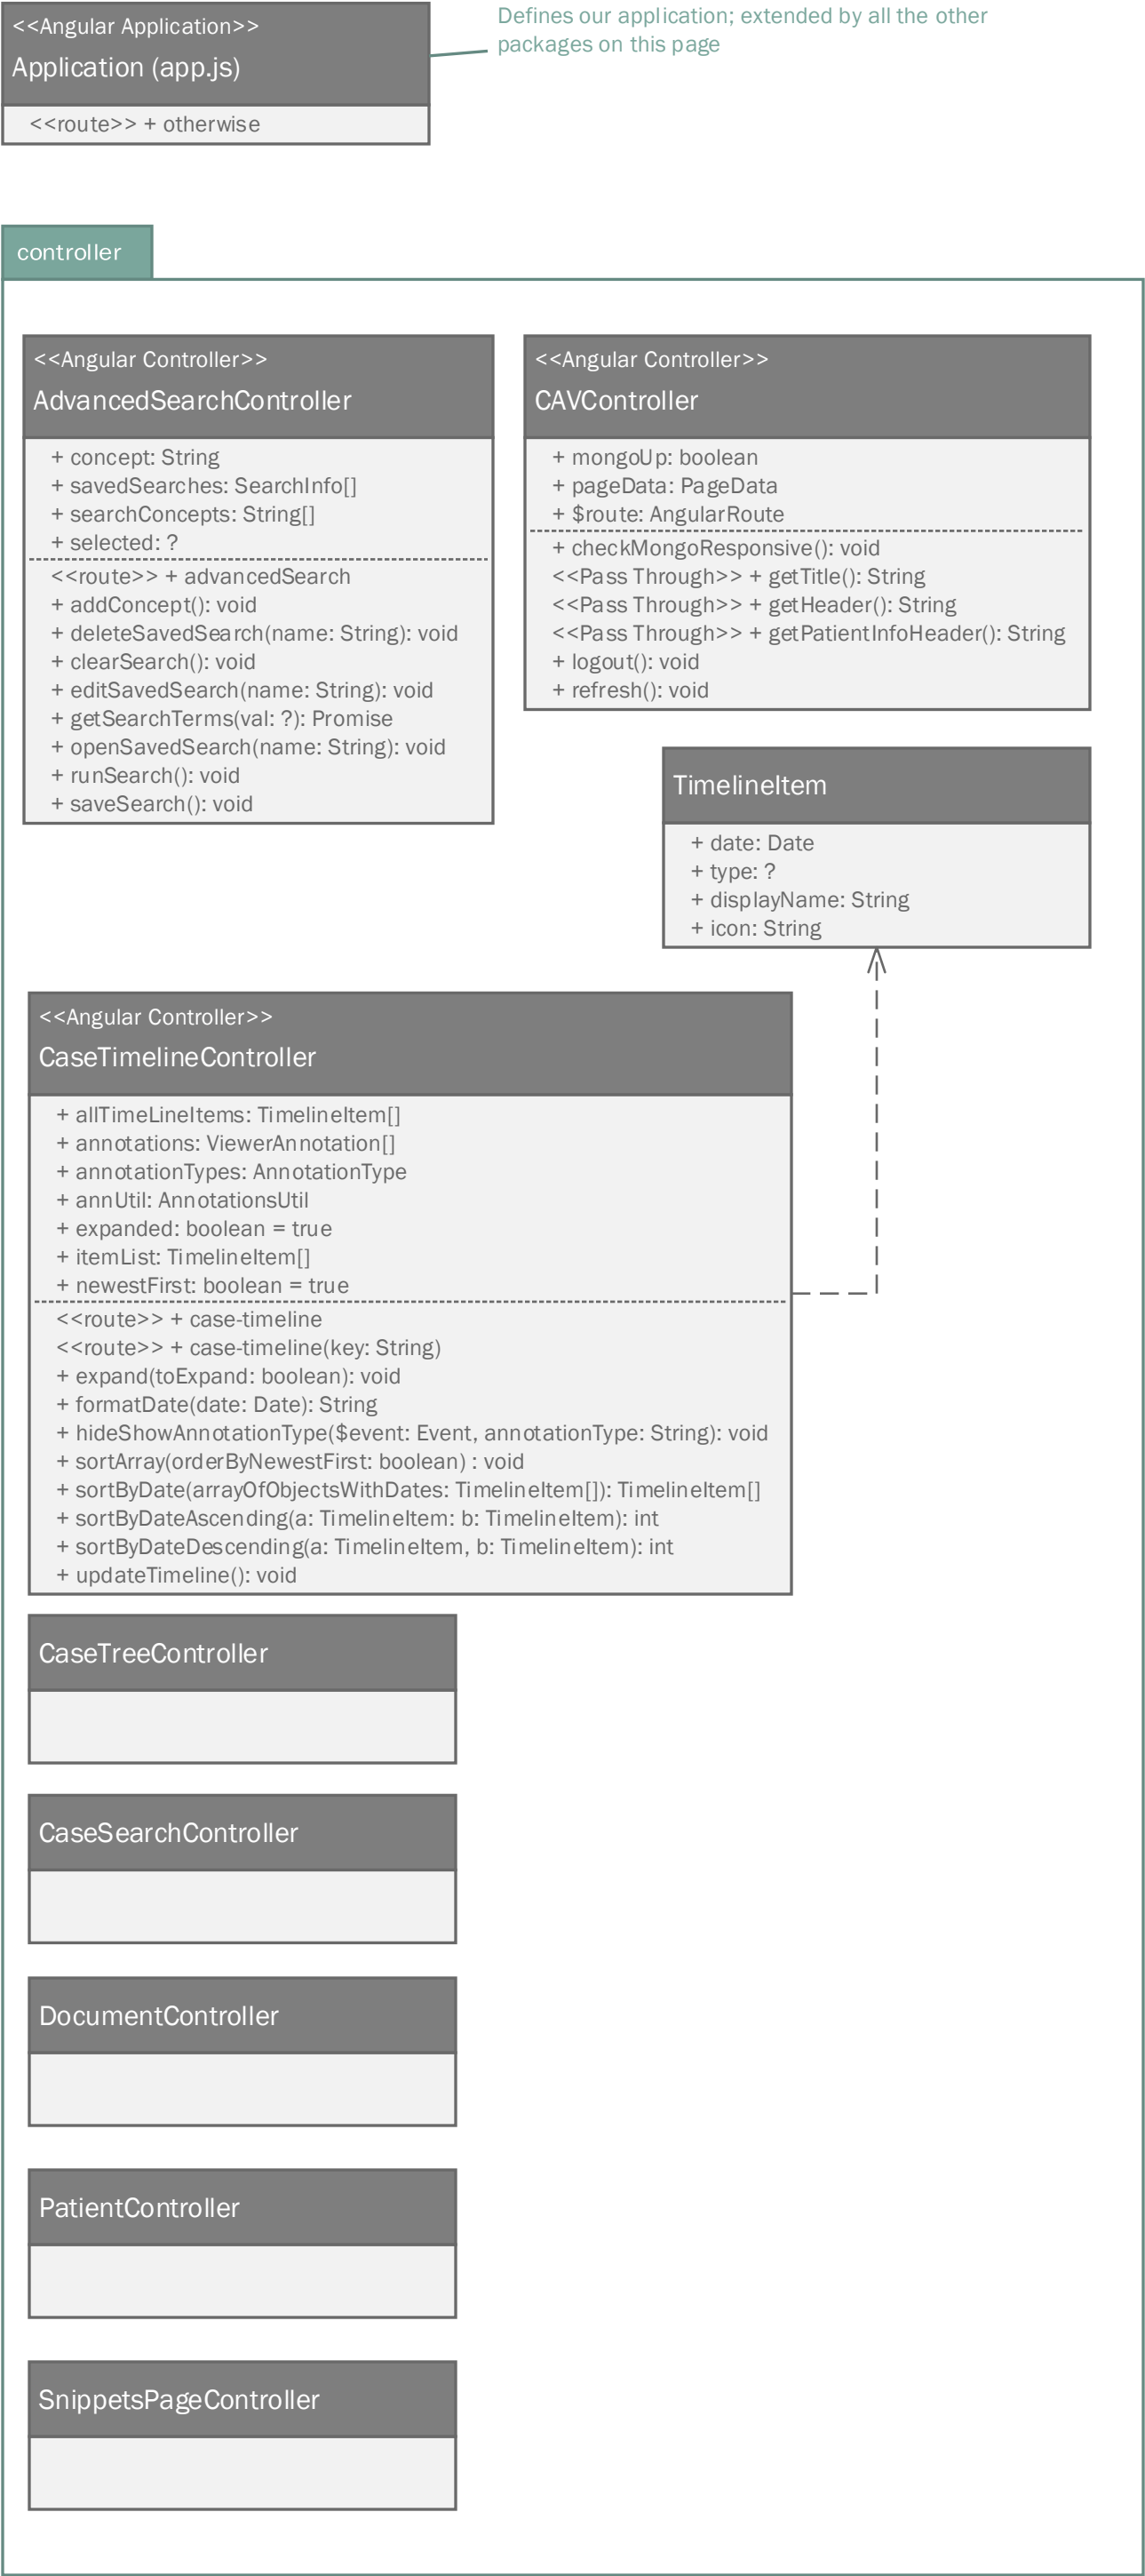 <<Angular Application>>
Application (app.js)
<<route>> + otherwise
Defines our application; extended by all the other
packages on this page
controller
<<Angular Controller>>
AdvancedSearchController
+ concept: String
+ savedSearches: SearchInfo[]
+ searchConcepts: String[]
+ selected: ?
<<route>> + advancedSearch
+ addConcept(): void
+ deleteSavedSearch(name: String): void
+ clearSearch(): void
+ editSavedSearch(name: String): void
+ getSearchTerms(val: ?): Promise
+ openSavedSearch(name: String): void
+ runSearch(): void
+ saveSearch(): void
<<Angular Controller>>
CAVController
+ mongoUp: boolean
+ pageData: PageData
+ $route: AngularRoute
+ checkMongoResponsive(): void
<<Pass Through>> + getTitle(): String
<<Pass Through>> + getHeader(): String
<<Pass Through>> + getPatientInfoHeader(): String
+ logout(): void
+ refresh(): void
TimelineItem
+ date: Date
+ type: ?
+ displayName: String
+ icon: String
<<Angular Controller>>
CaseTimelineController
+ allTimeLineItems: TimelineItem[]
+ annotations: ViewerAnnotation[]
+ annotationTypes: AnnotationType
+ annUtil: AnnotationsUtil
+ expanded: boolean = true
+ itemList: TimelineItem[]
+ newestFirst: boolean = true
<<route>> + case-timeline
<<route>> + case-timeline(key: String)
+ expand(toExpand: boolean): void
+ formatDate(date: Date): String
+ hideShowAnnotationType($event: Event, annotationType: String): void
+ sortArray(orderByNewestFirst: boolean) : void
+ sortByDate(arrayOfObjectsWithDates: TimelineItem[]): TimelineItem[]
+ sortByDateAscending(a: TimelineItem: b: TimelineItem): int
+ sortByDateDescending(a: TimelineItem, b: TimelineItem): int
+ updateTimeline(): void
CaseTreeController
CaseSearchController
DocumentController
PatientController
SnippetsPageController